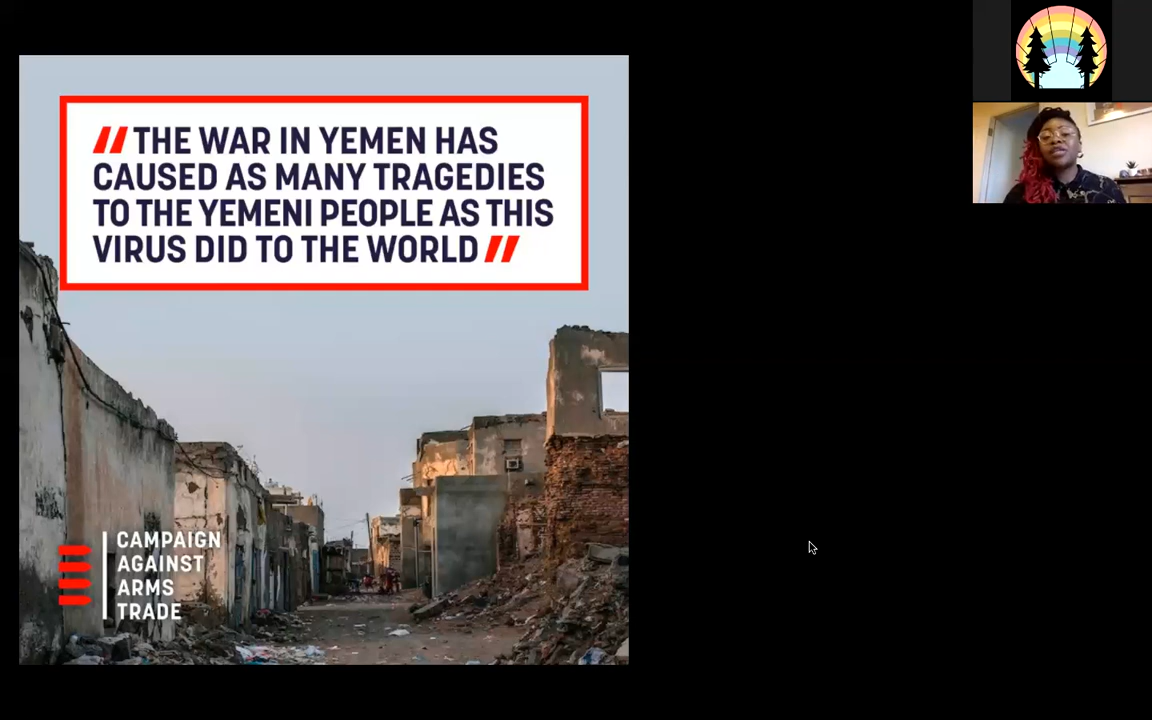 THE WAR IN YEMEN HAS
CAUSED AS MANY TRAGEDIES
TO THE YEMENI PEOPLE AS THIS
VIRUS DID TO THE WORLD
CAMPAIGN
AGAINST
ARMS
TRADE